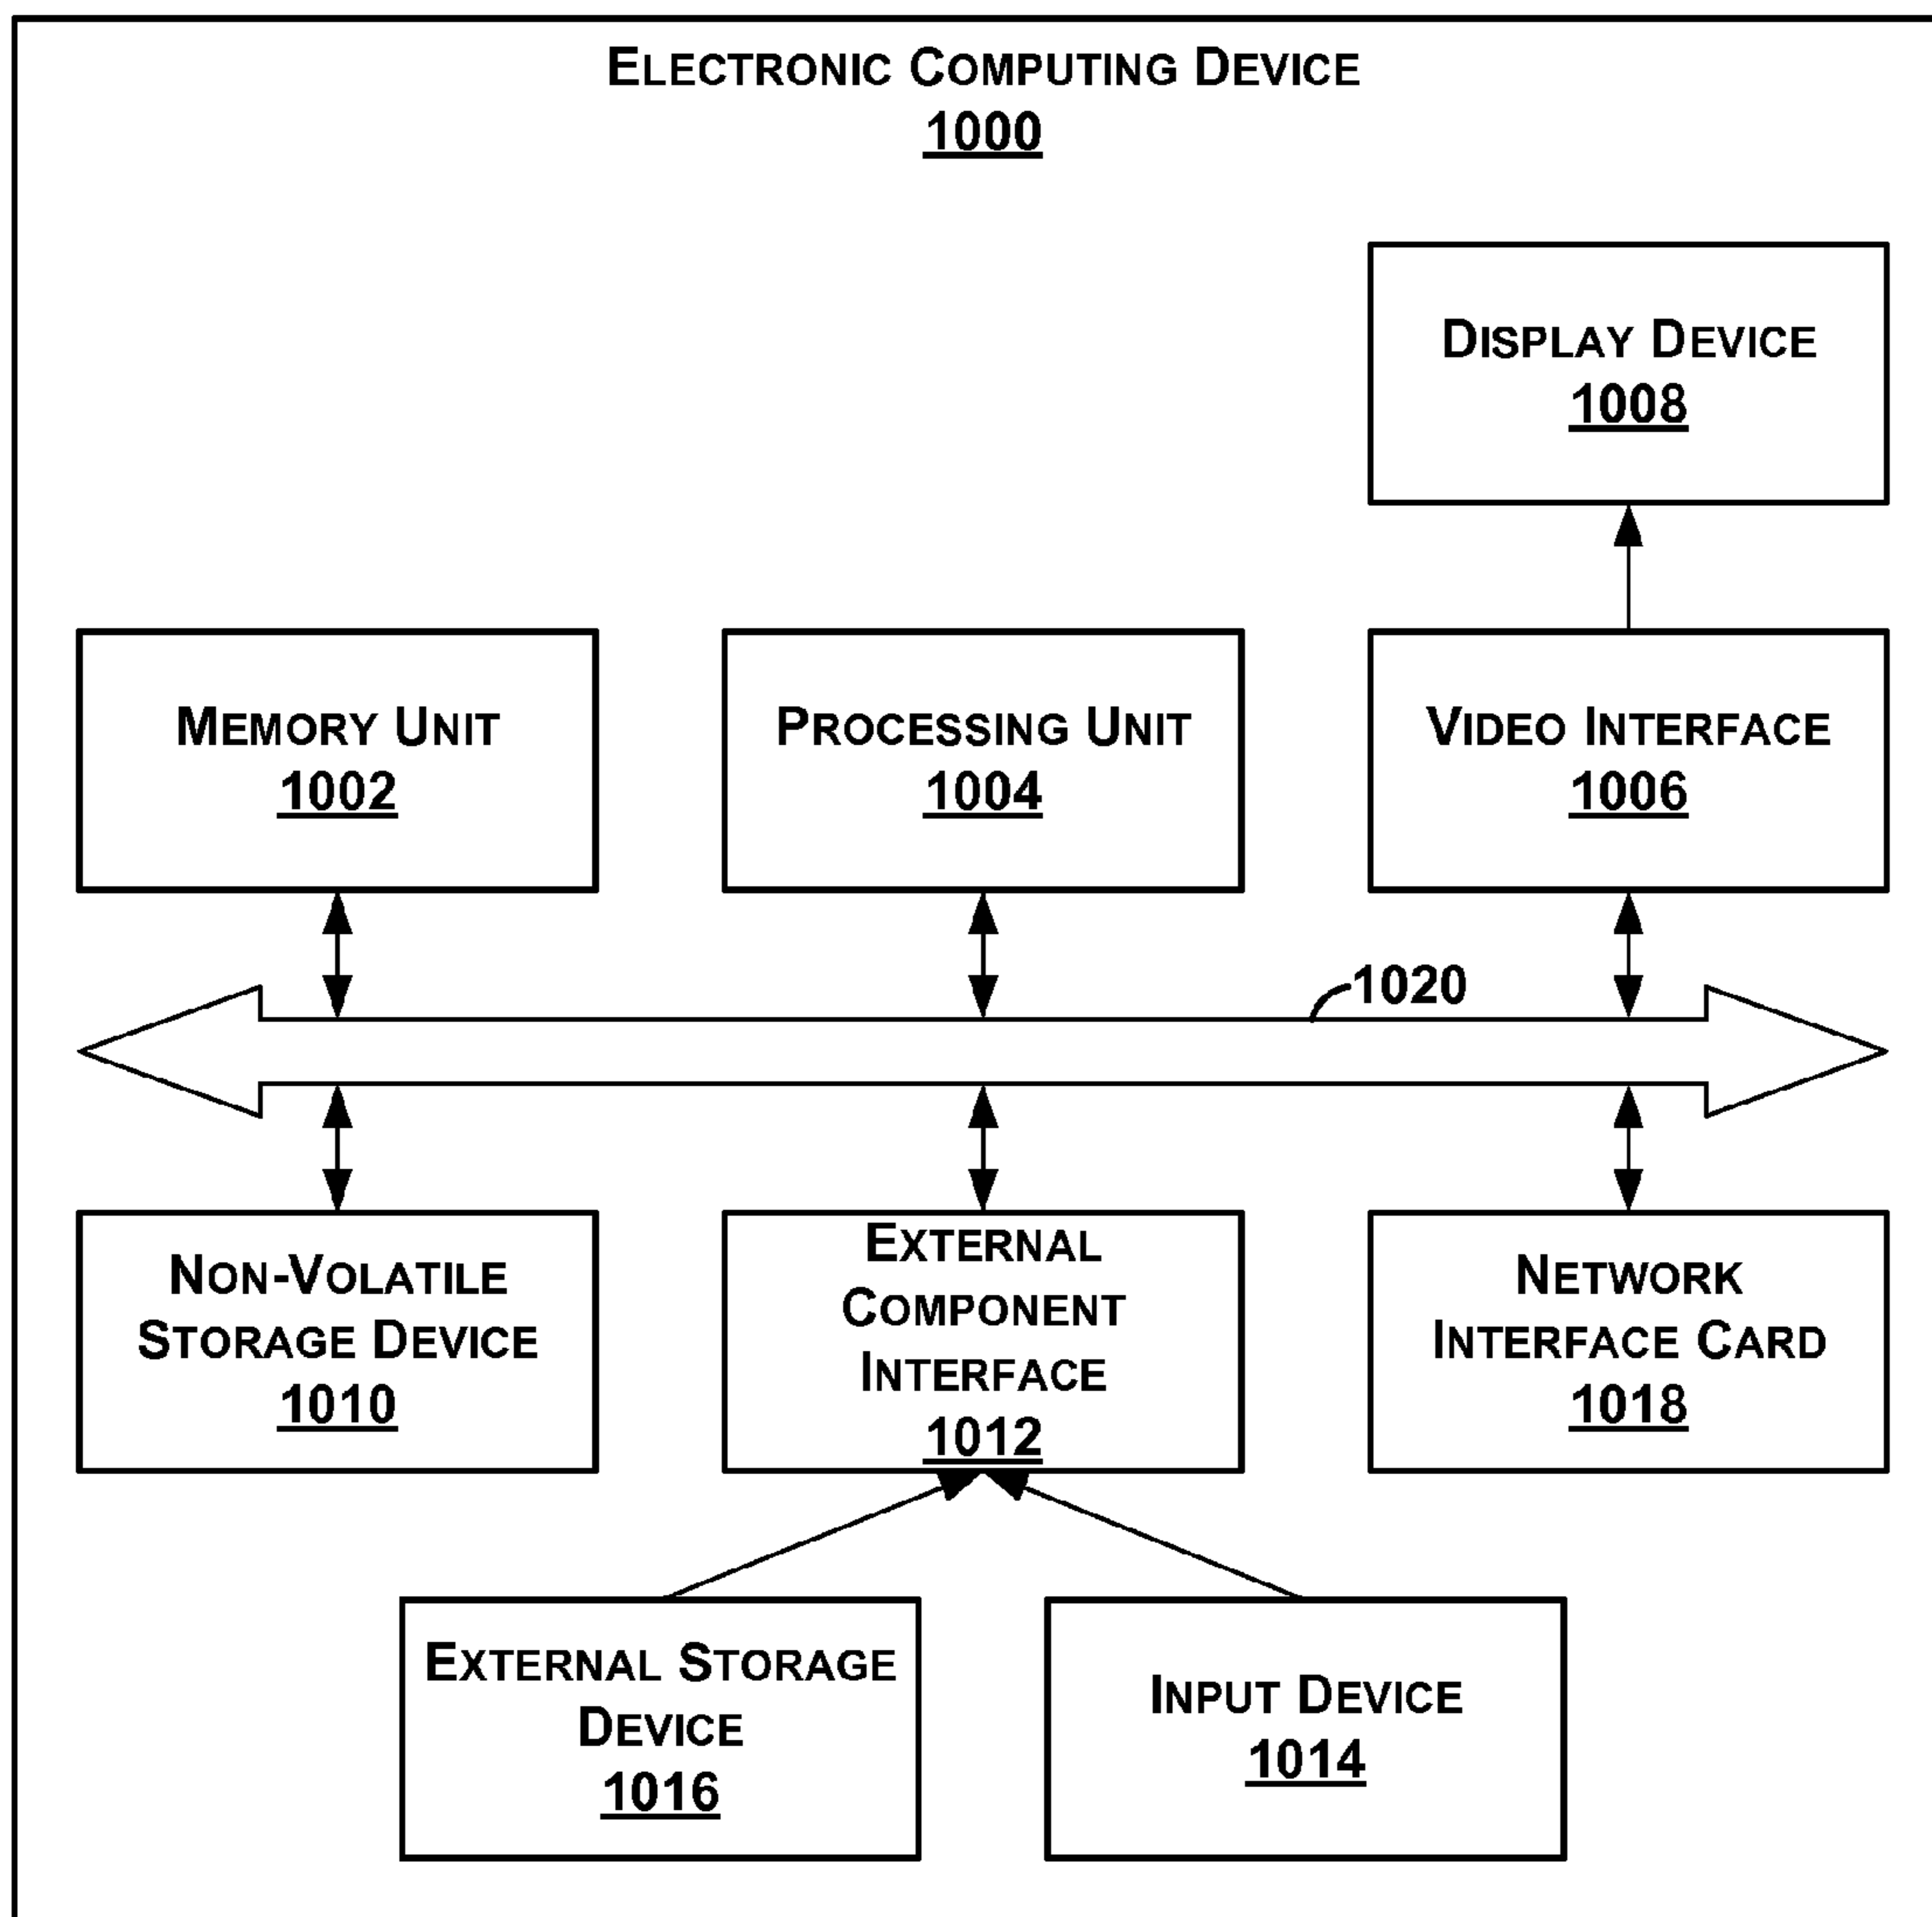 ELECTRONIC COMPUTING DEVICE
1000
DISPLAY DEVICE
1008
MEMORY UNIT
1002
PROCESSING UNIT
1004
VIDEO INTERFACE
1006
1020
NON-VOLATILE
STORAGE DEVICE
1010
EXTERNAL
COMPONENT
INTERFACE
1012
NETWORK
INTERFACE CARD
1018
EXTERNAL STORAGE
DEVICE
1016
INPUT DEVICE
1014